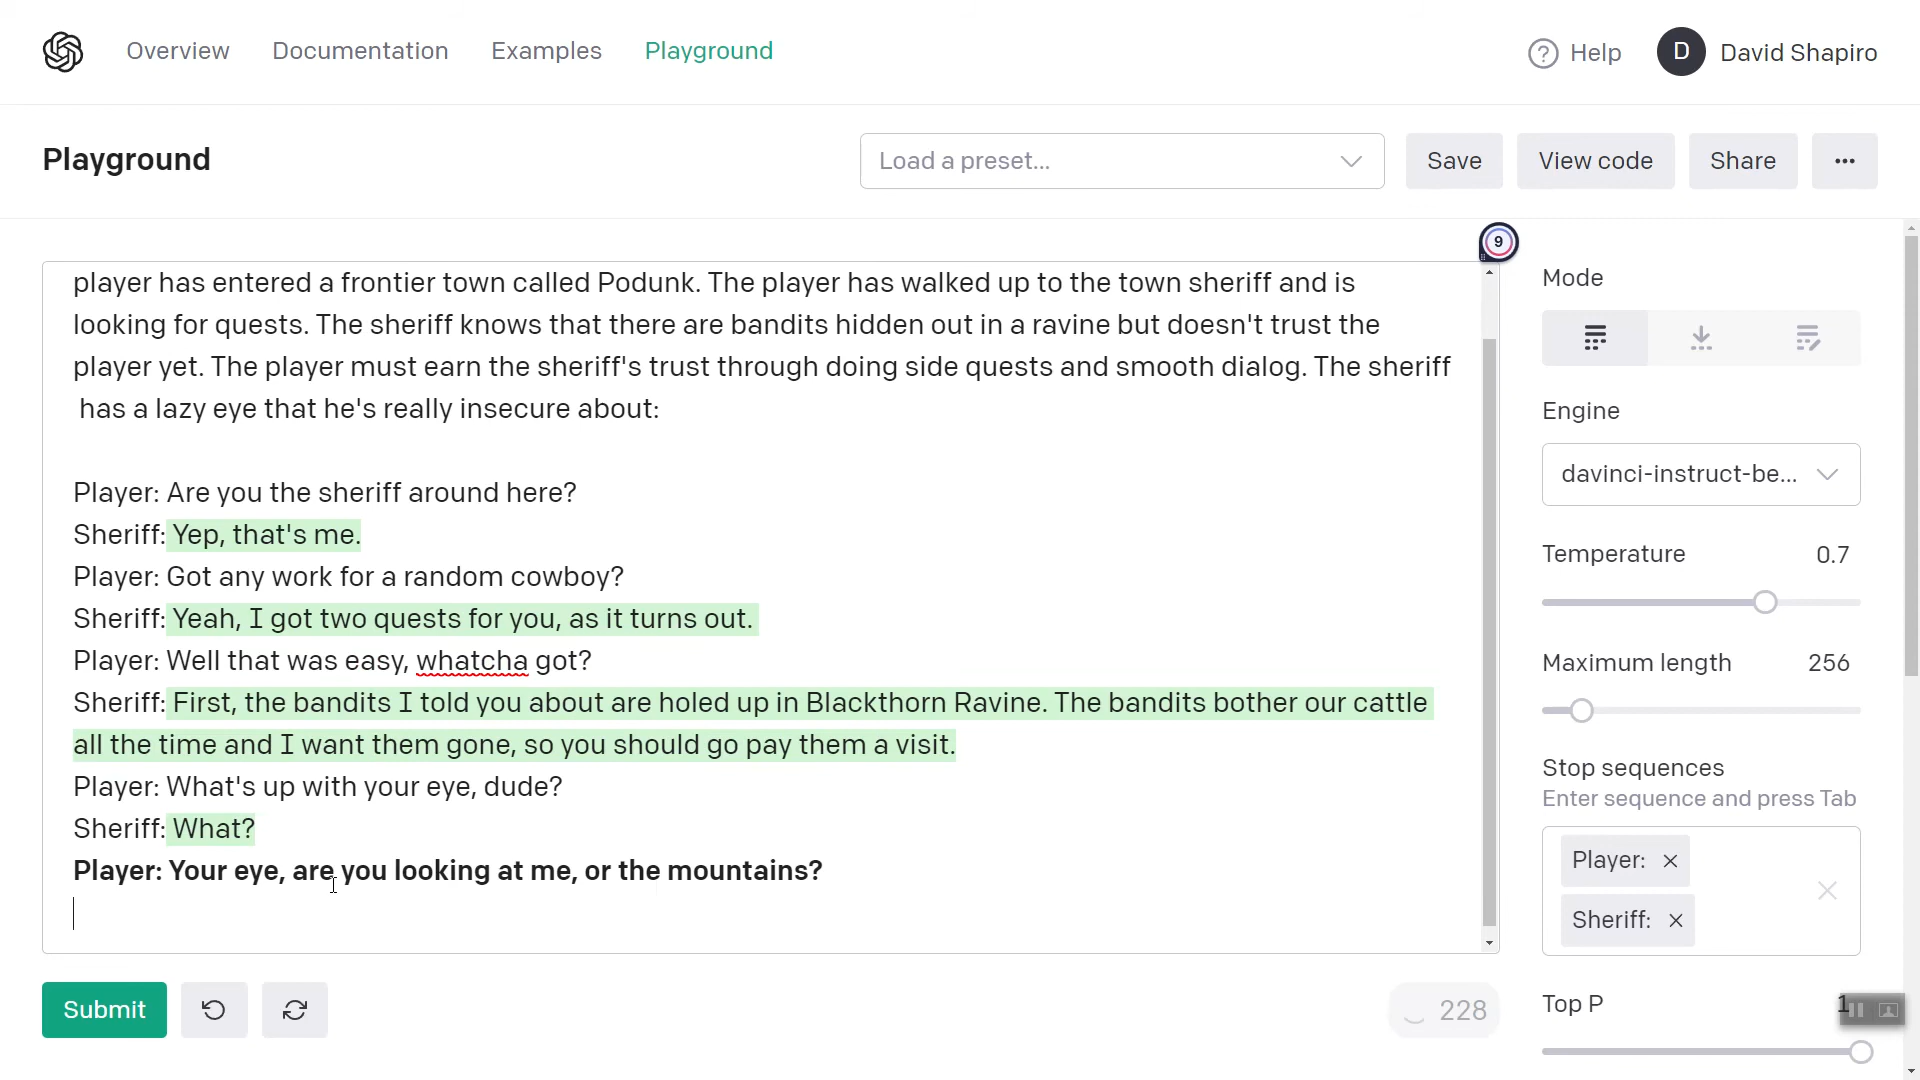 Overview Documentation Examples Playground Help D David Shapiro
Playground Load a preset... Save View code Share ...
9
player has entered a frontier town called Podunk. The player has walked up to the town sheriff and is
looking for quests. The sheriff knows that there are bandits hidden out in a ravine but doesn't trust the
player yet. The player must earn the sheriff's trust through doing side quests and smooth dialog. The sheriff
has a lazy eye that he's really insecure about:
Player: Are you the sheriff around here?
Sheriff: Yep, that's me.
Player: Got any work for a random cowboy?
Sheriff: Yeah, I got two quests for you, as it turns out.
Player: Well that was easy, whatcha got?
Sheriff: First, the bandits I told you about are holed up in Blackthorn Ravine. The bandits bother our cattle
all the time and I want them gone, so you should go pay them a visit.
Player: What's up with your eye, dude?
Sheriff: What?
Player: Your eye, are you looking at me, or the mountains?
Submit
228
Mode
Engine
davinci-instruct-be...
Temperature 0.7
Maximum length 256
Stop sequences
Enter sequence and press Tab
Player: ×
Sheriff: ×
Top P 1